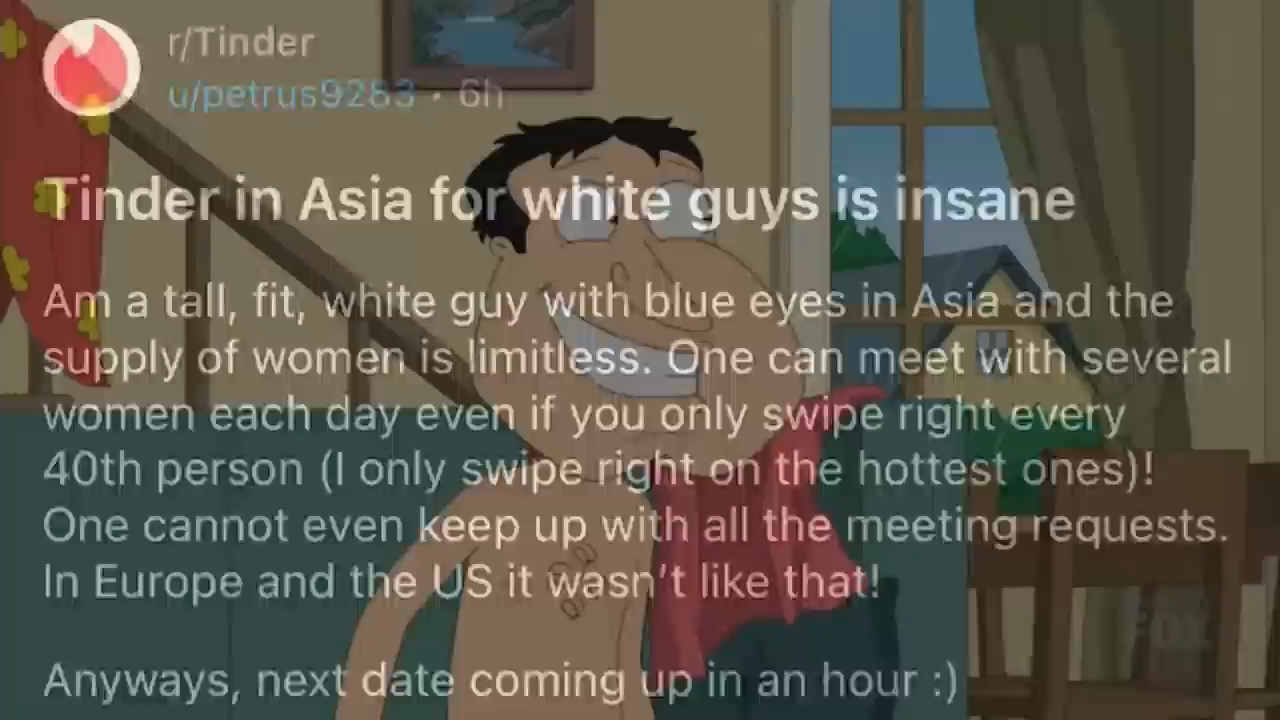 r/Tinder
u/petrus9283 · 6h
Tinder in Asia for white guys is insane
Am a tall, fit, white guy with blue eyes in Asia and the
supply of women is limitless. One can meet with several
women each day even if you only swipe right every
40th person (I only swipe right on the hottest ones)!
One cannot even keep up with all the meeting requests.
In Europe and the US it wasn't like that!
Anyways, next date coming up in an hour :)
FOX